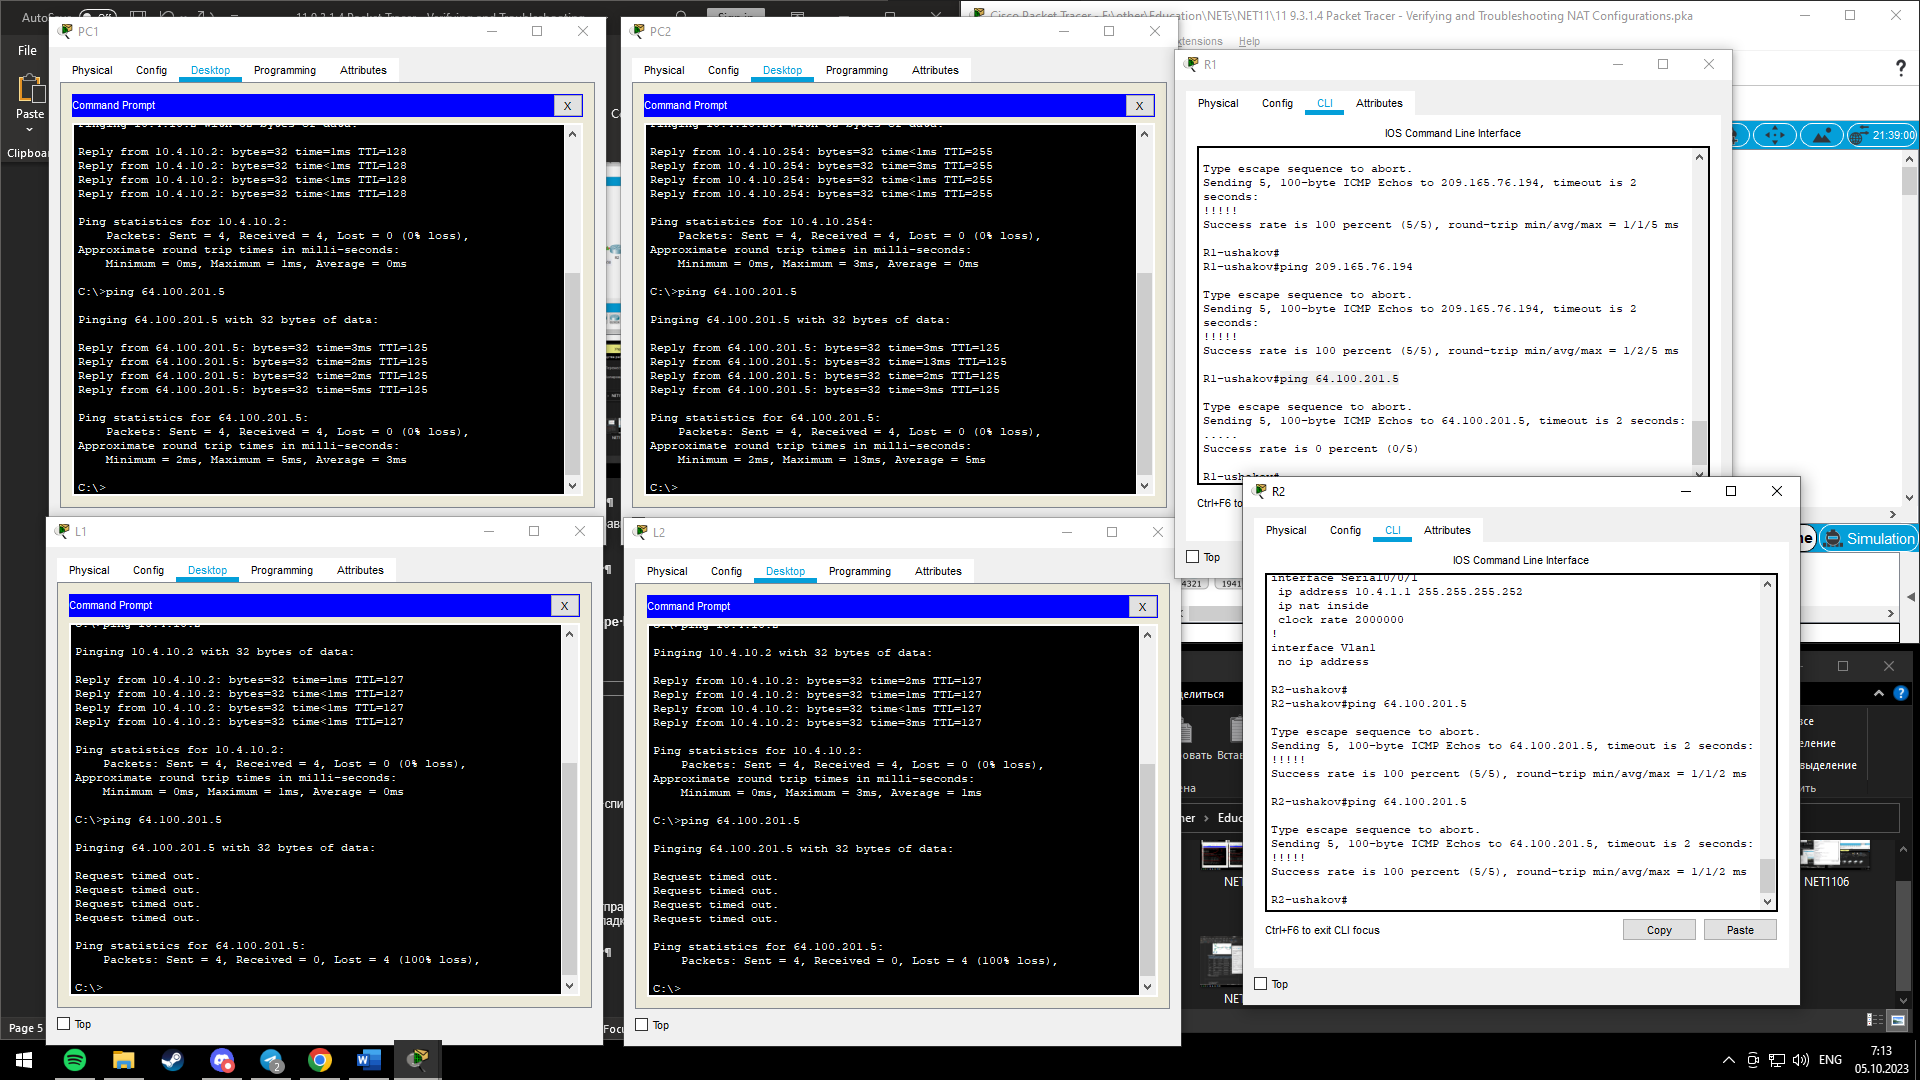 PC1
Physical Config Desktop Programming Attributes
Command Prompt X
Reply from 10.4.10.2: bytes=32 time=1ms TTL=128
Reply from 10.4.10.2: bytes=32 time<1ms TTL=128
Reply from 10.4.10.2: bytes=32 time<1ms TTL=128
Reply from 10.4.10.2: bytes=32 time<1ms TTL=128
Ping statistics for 10.4.10.2:
Packets: Sent = 4, Received = 4, Lost = 0 (0% loss),
Approximate round trip times in milli-seconds:
Minimum = 0ms, Maximum = 1ms, Average = 0ms
C:\>ping 64.100.201.5
Pinging 64.100.201.5 with 32 bytes of data:
Reply from 64.100.201.5: bytes=32 time=3ms TTL=125
Reply from 64.100.201.5: bytes=32 time=2ms TTL=125
Reply from 64.100.201.5: bytes=32 time=2ms TTL=125
Reply from 64.100.201.5: bytes=32 time=5ms TTL=125
Ping statistics for 64.100.201.5:
Packets: Sent = 4, Received = 4, Lost = 0 (0% loss),
Approximate round trip times in milli-seconds:
Minimum = 2ms, Maximum = 5ms, Average = 3ms
C:\>
PC2
Physical Config Desktop Programming Attributes
Command Prompt X
Reply from 10.4.10.254: bytes=32 time<1ms TTL=255
Reply from 10.4.10.254: bytes=32 time=3ms TTL=255
Reply from 10.4.10.254: bytes=32 time<1ms TTL=255
Reply from 10.4.10.254: bytes=32 time<1ms TTL=255
Ping statistics for 10.4.10.254:
Packets: Sent = 4, Received = 4, Lost = 0 (0% loss),
Approximate round trip times in milli-seconds:
Minimum = 0ms, Maximum = 3ms, Average = 0ms
C:\>ping 64.100.201.5
Pinging 64.100.201.5 with 32 bytes of data:
Reply from 64.100.201.5: bytes=32 time=3ms TTL=125
Reply from 64.100.201.5: bytes=32 time=13ms TTL=125
Reply from 64.100.201.5: bytes=32 time=2ms TTL=125
Reply from 64.100.201.5: bytes=32 time=3ms TTL=125
Ping statistics for 64.100.201.5:
Packets: Sent = 4, Received = 4, Lost = 0 (0% loss),
Approximate round trip times in milli-seconds:
Minimum = 2ms, Maximum = 13ms, Average = 5ms
C:\>
Cisco Packet Tracer - E:\other\Education\NETs\NET11\11 9.3.1.4 Packet Tracer - Verifying and Troubleshooting NAT Configurations.pka
Help
21:39:00
Simulation
R1
Physical Config CLI Attributes
IOS Command Line Interface
Type escape sequence to abort.
Sending 5, 100-byte ICMP Echos to 209.165.76.194, timeout is 2
seconds:
!!!!!
Success rate is 100 percent (5/5), round-trip min/avg/max = 1/1/5 ms
R1-ushakov#
R1-ushakov#ping 209.165.76.194
Type escape sequence to abort.
Sending 5, 100-byte ICMP Echos to 209.165.76.194, timeout is 2
seconds:
!!!!!
Success rate is 100 percent (5/5), round-trip min/avg/max = 1/2/5 ms
R1-ushakov#ping 64.100.201.5
Type escape sequence to abort.
Sending 5, 100-byte ICMP Echos to 64.100.201.5, timeout is 2 seconds:
.....
Success rate is 0 percent (0/5)
Ctrl+F6 to
Top
L1
Physical Config Desktop Programming Attributes
Command Prompt X
Pinging 10.4.10.2 with 32 bytes of data:
Reply from 10.4.10.2: bytes=32 time=1ms TTL=127
Reply from 10.4.10.2: bytes=32 time<1ms TTL=127
Reply from 10.4.10.2: bytes=32 time<1ms TTL=127
Reply from 10.4.10.2: bytes=32 time<1ms TTL=127
Ping statistics for 10.4.10.2:
Packets: Sent = 4, Received = 4, Lost = 0 (0% loss),
Approximate round trip times in milli-seconds:
Minimum = 0ms, Maximum = 1ms, Average = 0ms
C:\>ping 64.100.201.5
Pinging 64.100.201.5 with 32 bytes of data:
Request timed out.
Request timed out.
Request timed out.
Request timed out.
Ping statistics for 64.100.201.5:
Packets: Sent = 4, Received = 0, Lost = 4 (100% loss),
C:\>
Top
L2
Physical Config Desktop Programming Attributes
Command Prompt X
Pinging 10.4.10.2 with 32 bytes of data:
Reply from 10.4.10.2: bytes=32 time=2ms TTL=127
Reply from 10.4.10.2: bytes=32 time=1ms TTL=127
Reply from 10.4.10.2: bytes=32 time<1ms TTL=127
Reply from 10.4.10.2: bytes=32 time=3ms TTL=127
Ping statistics for 10.4.10.2:
Packets: Sent = 4, Received = 4, Lost = 0 (0% loss),
Approximate round trip times in milli-seconds:
Minimum = 0ms, Maximum = 3ms, Average = 1ms
C:\>ping 64.100.201.5
Pinging 64.100.201.5 with 32 bytes of data:
Request timed out.
Request timed out.
Request timed out.
Request timed out.
Ping statistics for 64.100.201.5:
Packets: Sent = 4, Received = 0, Lost = 4 (100% loss),
C:\>
Top
R2
Physical Config CLI Attributes
IOS Command Line Interface
interface Serial0/0/1
ip address 10.4.1.1 255.255.255.252
ip nat inside
clock rate 2000000
!
interface Vlan1
no ip address
R2-ushakov#
R2-ushakov#ping 64.100.201.5
Type escape sequence to abort.
Sending 5, 100-byte ICMP Echos to 64.100.201.5, timeout is 2 seconds:
!!!!!
Success rate is 100 percent (5/5), round-trip min/avg/max = 1/1/2 ms
R2-ushakov#ping 64.100.201.5
Type escape sequence to abort.
Sending 5, 100-byte ICMP Echos to 64.100.201.5, timeout is 2 seconds:
!!!!!
Success rate is 100 percent (5/5), round-trip min/avg/max = 1/1/2 ms
R2-ushakov#
Ctrl+F6 to exit CLI focus
Copy Paste
Top
File
Paste
Page 5
NET1106
ENG
7:13
05.10.2023